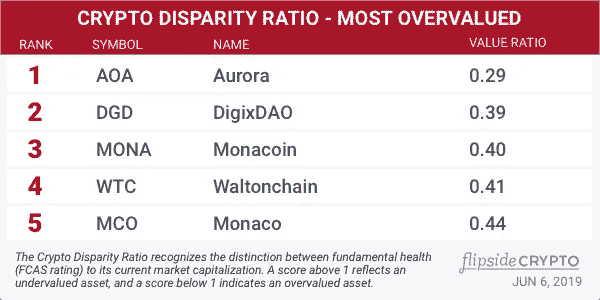 CRYPTO DISPARITY RATIO - MOST OVERVALUED
RANK SYMBOL NAME VALUE RATIO
1 AOA Aurora 0.29
2 DGD DigixDAO 0.39
3 MONA Monacoin 0.40
4 WTC Waltonchain 0.41
5 MCO Monaco 0.44
The Crypto Disparity Ratio recognizes the distinction between fundamental health
(FCAS rating) to its current market capitalization. A score above 1 reflects an
undervalued asset, and a score below 1 indicates an overvalued asset.
flipside CRYPTO
JUN 6, 2019